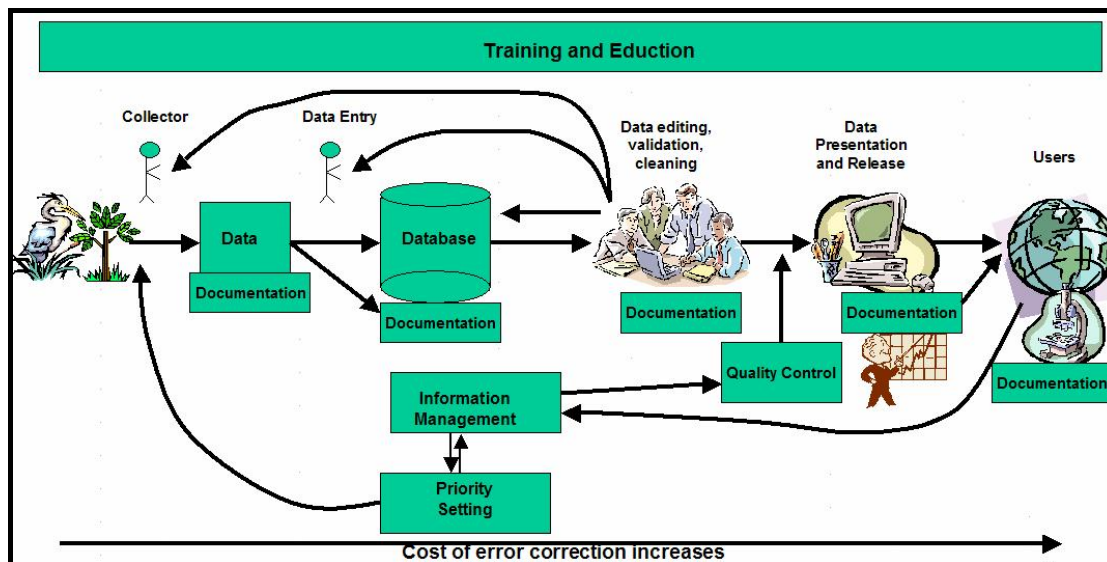 Training and Eduction
Collector
Data Entry
Data editing,
validation,
cleaning
Data
Presentation
and Release
Users
Data
Database
Documentation
Documentation
Documentation
Documentation
Documentation
Quality Control
Information
Management
Priority
Setting
Cost of error correction increases